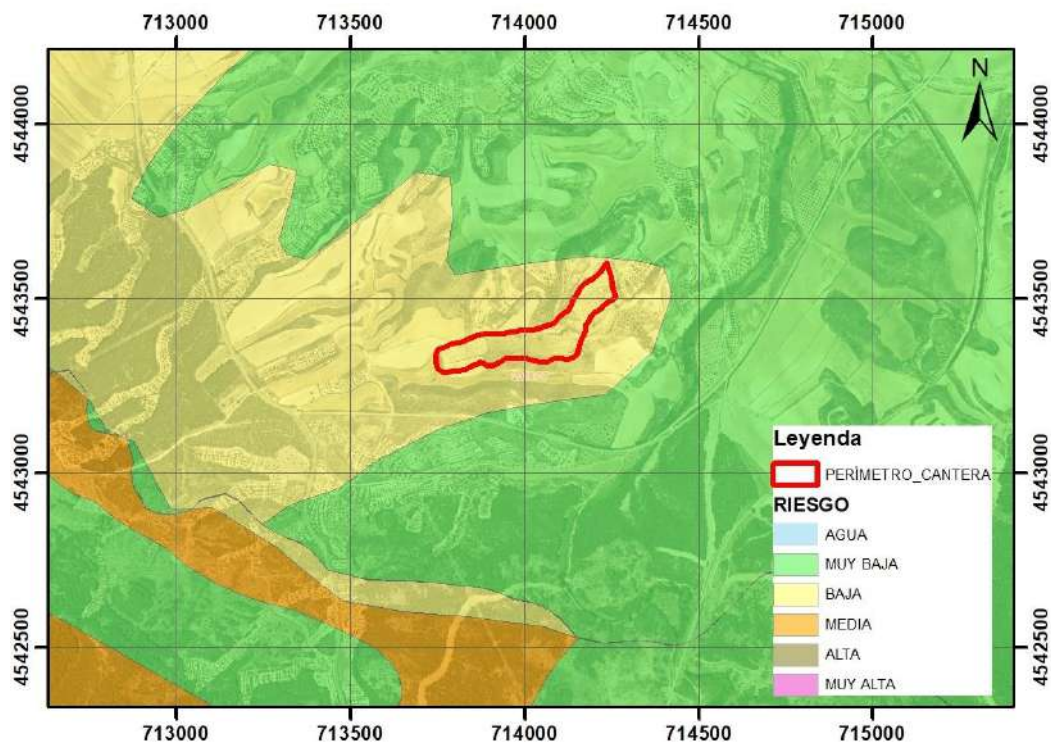 713000 713500 714000 714500 715000
N
4544000 4544000
4543500 4543500
4543000 4543000
4542500 4542500
Leyenda
PERÍMETRO_CANTERA
RIESGO
AGUA
MUY BAJA
BAJA
MEDIA
ALTA
MUY ALTA
713000 713500 714000 714500 715000